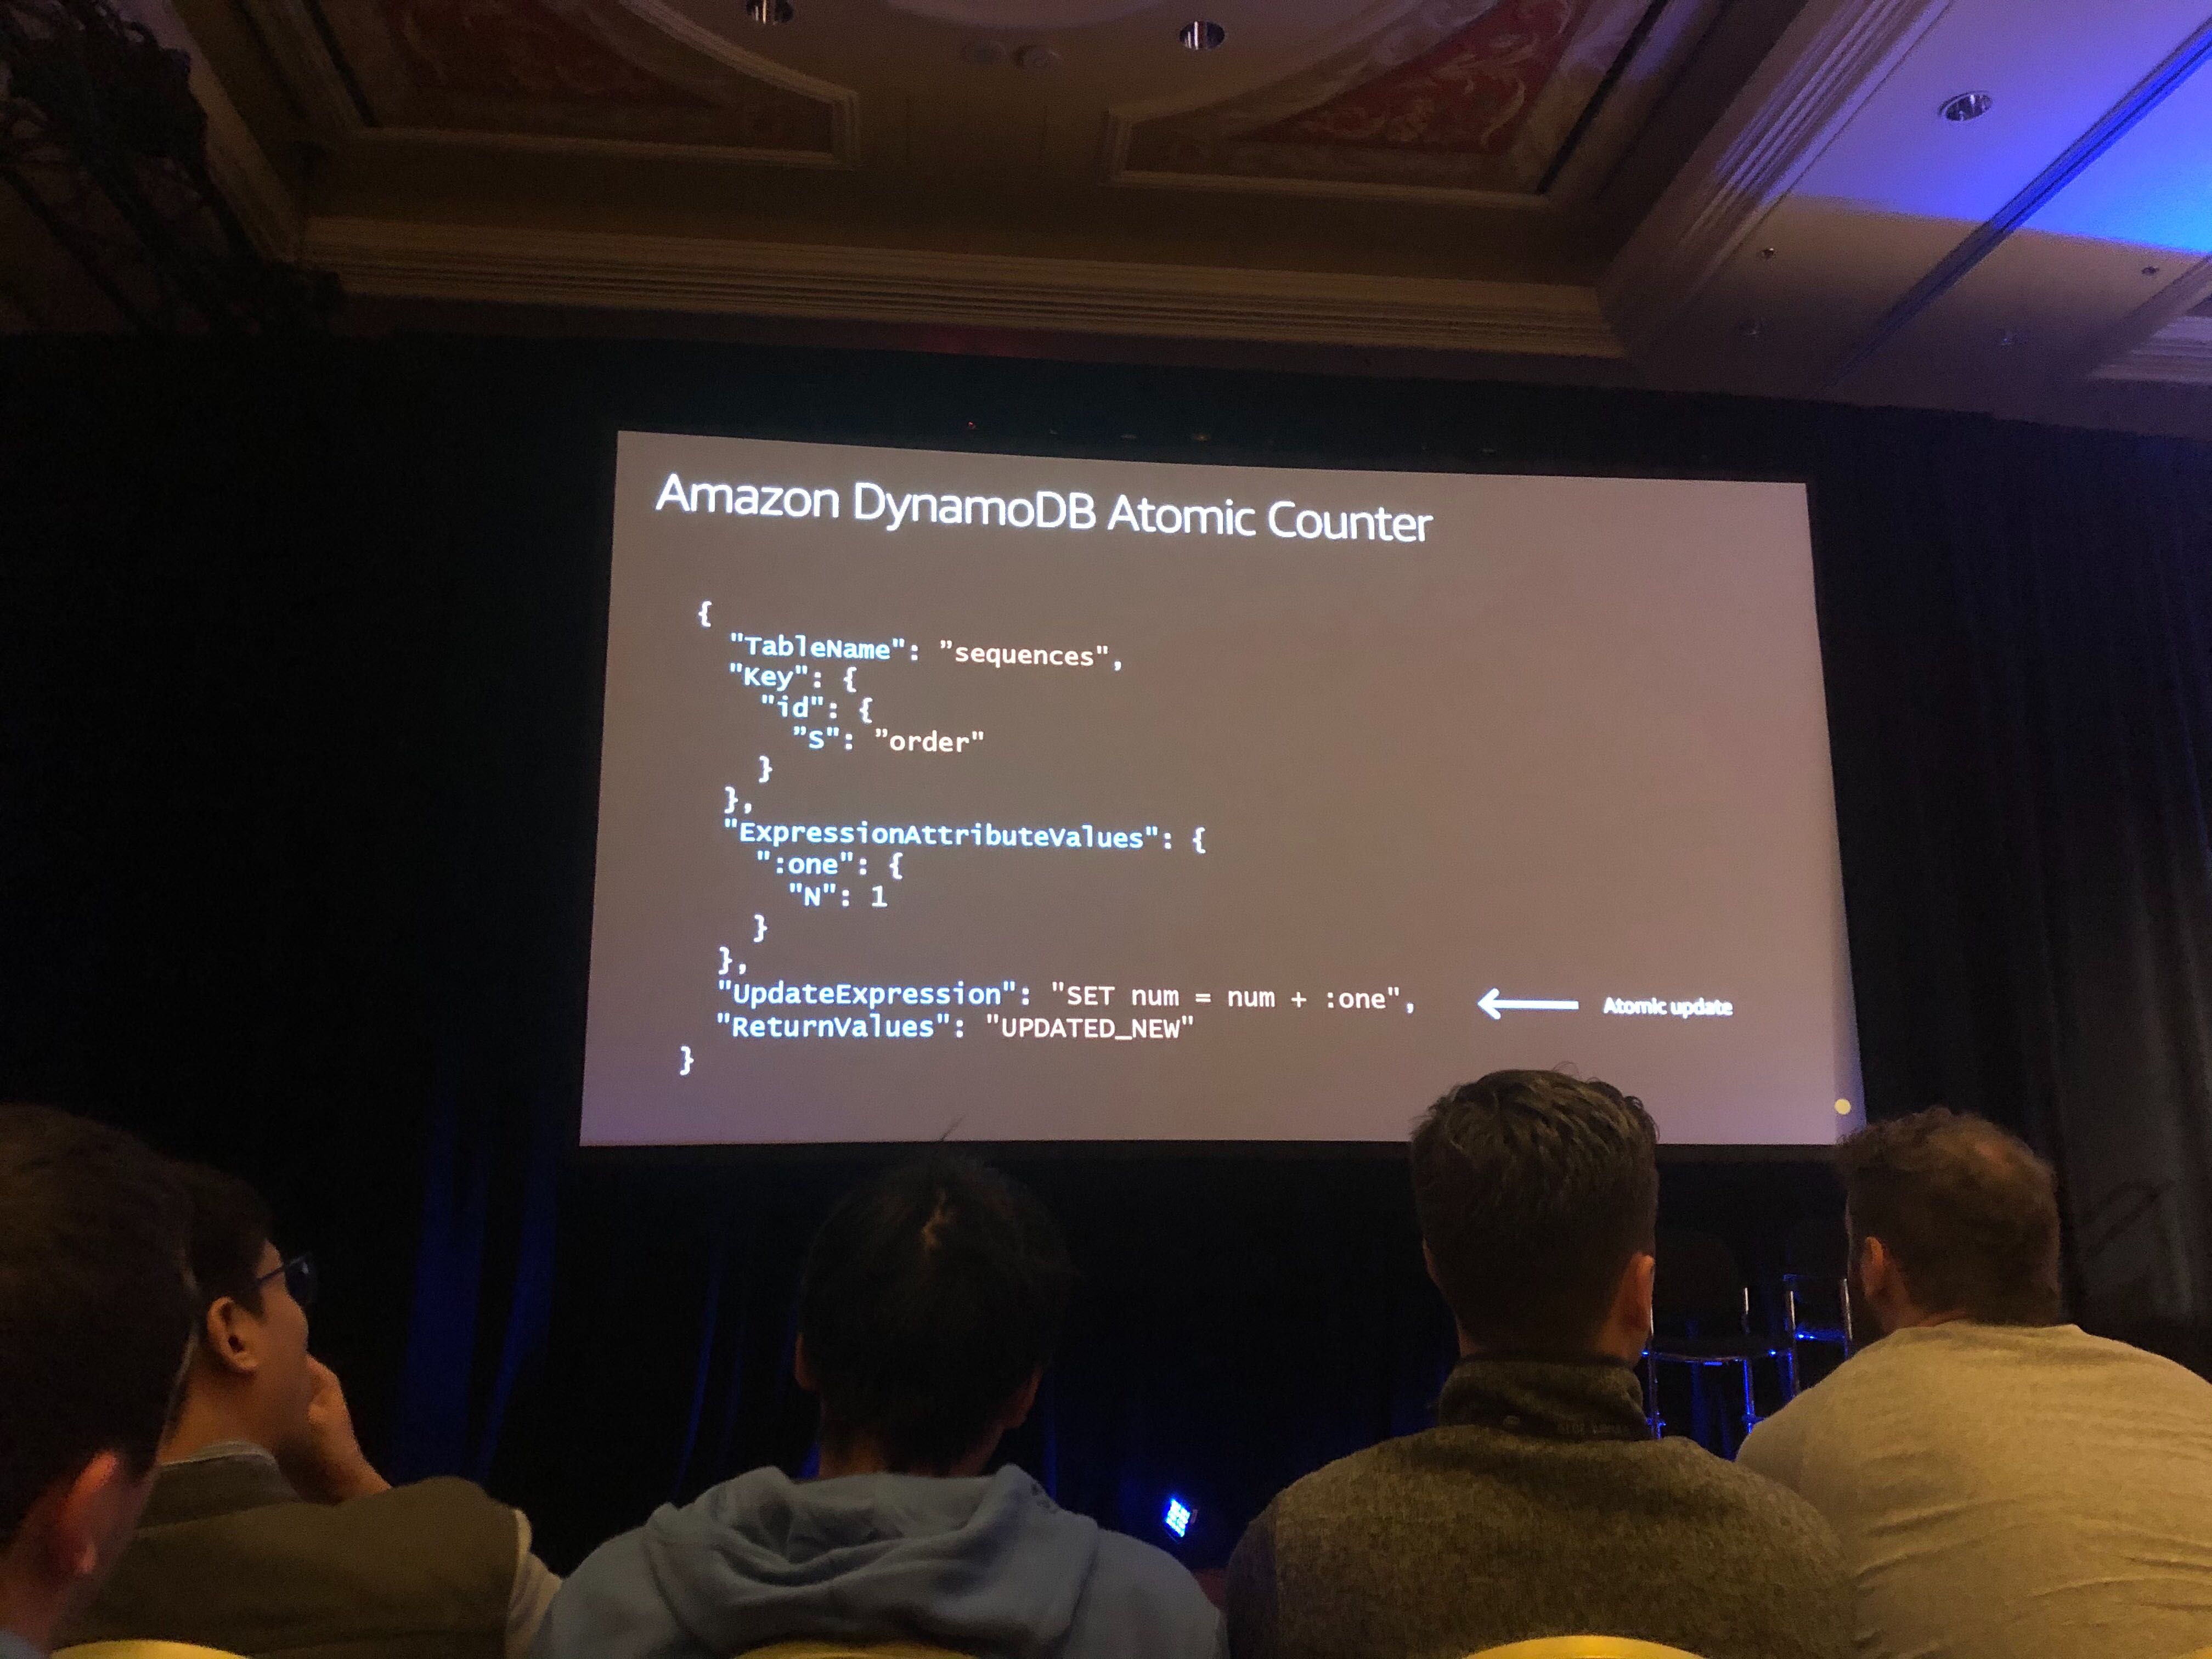 Amazon DynamoDB Atomic Counter
{
"TableName": "sequences",
"Key": {
"id": {
"S": "order"
}
},
"ExpressionAttributeValues": {
":one": {
"N": 1
}
},
"UpdateExpression": "SET num = num + :one",
Atomic update
"ReturnValues": "UPDATED_NEW"
}